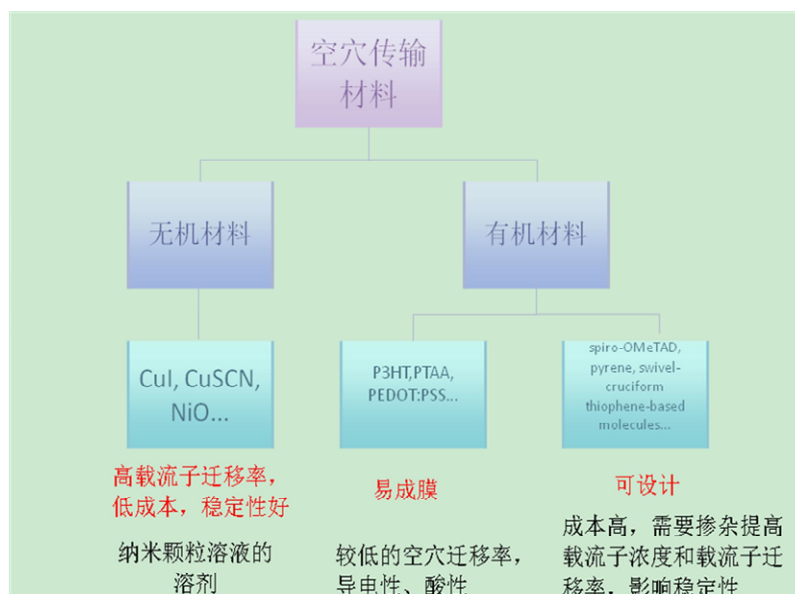 空穴传输
材料
无机材料
有机材料
CuI, CuSCN,
NiO...
P3HT,PTAA,
PEDOT:PSS...
spiro-OMeTAD,
pyrene, swivel-
cruciform
thiophene-based
molecules...
高载流子迁移率，
低成本，稳定性好
易成膜
可设计
纳米颗粒溶液的
溶剂
较低的空穴迁移率，
导电性、酸性
成本高，需要掺杂提高
载流子浓度和载流子迁
移率，影响稳定性